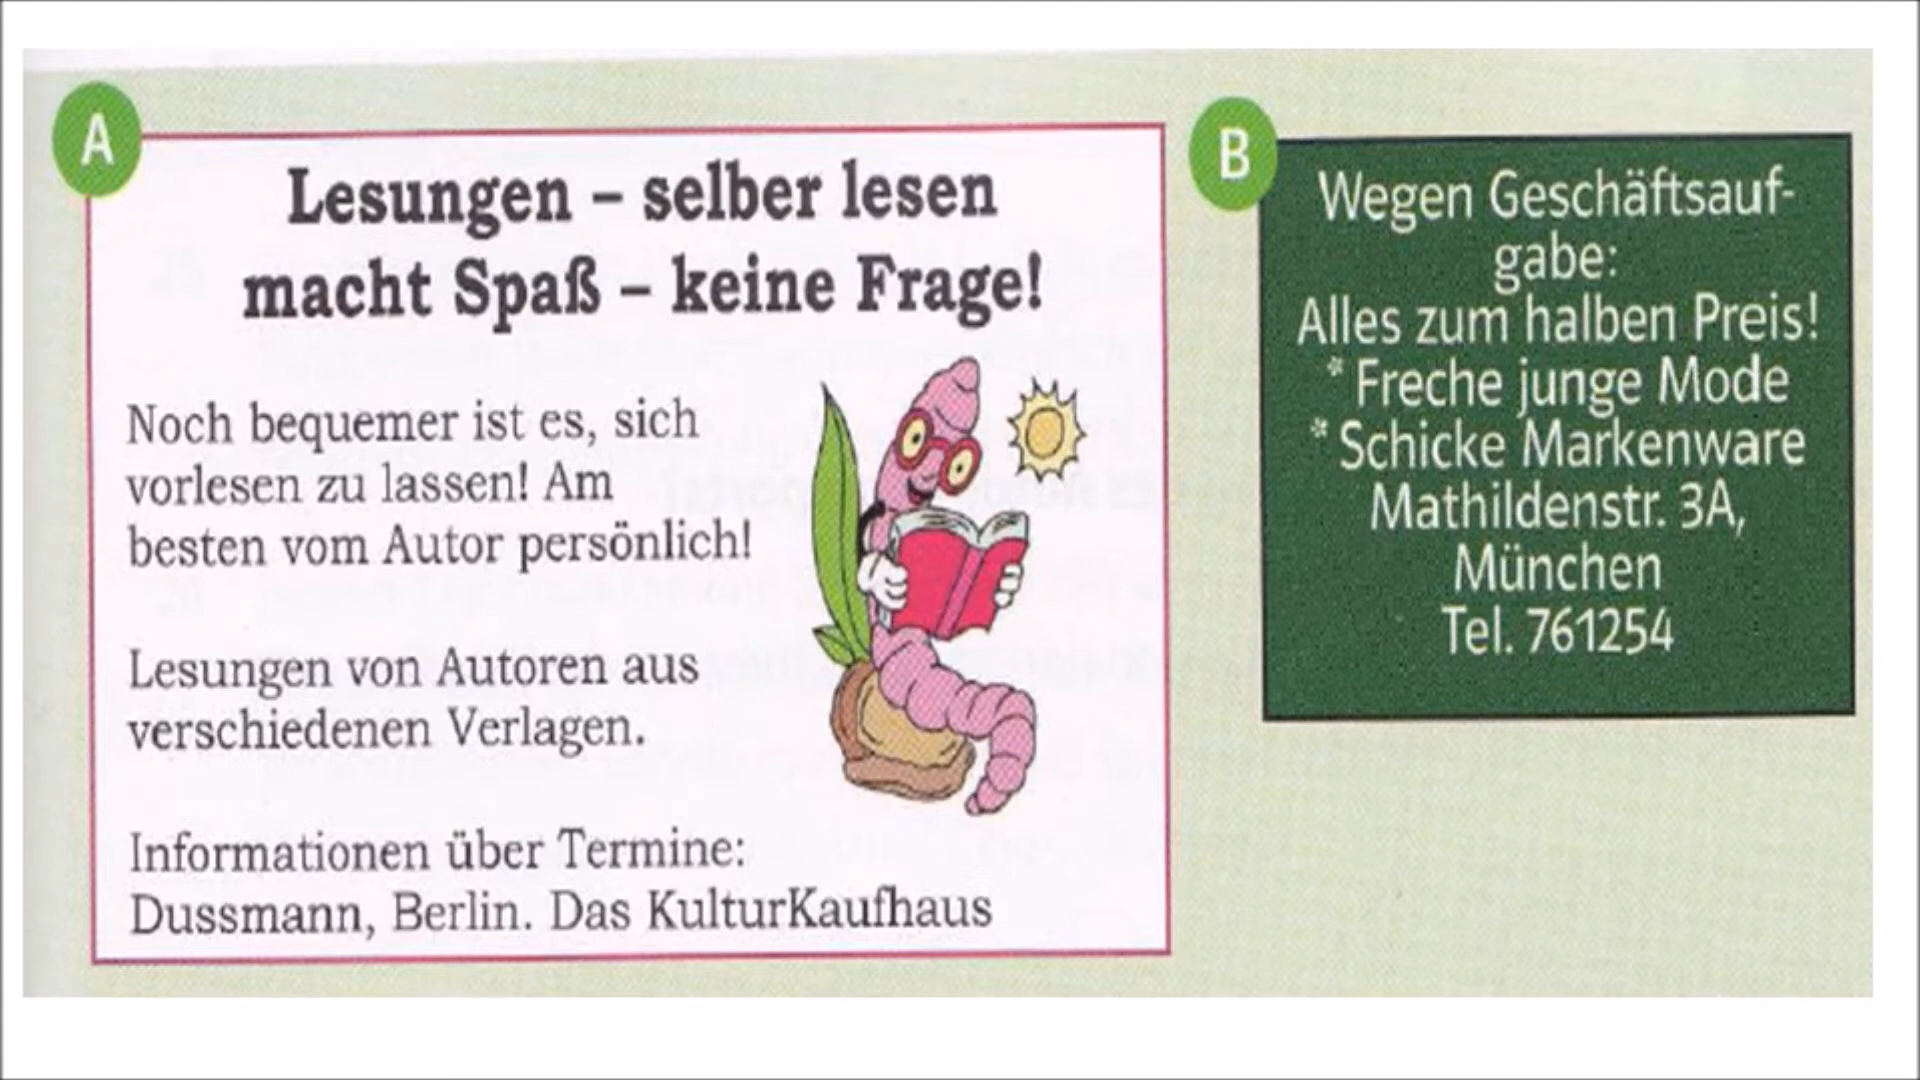 A
Lesungen – selber lesen
macht Spaß – keine Frage!
Noch bequemer ist es, sich
vorlesen zu lassen! Am
besten vom Autor persönlich!
Lesungen von Autoren aus
verschiedenen Verlagen.
Informationen über Termine:
Dussmann, Berlin. Das KulturKaufhaus
B
Wegen Geschäftsauf-
gabe:
Alles zum halben Preis!
* Freche junge Mode
* Schicke Markenware
Mathildenstr. 3A,
München
Tel. 761254